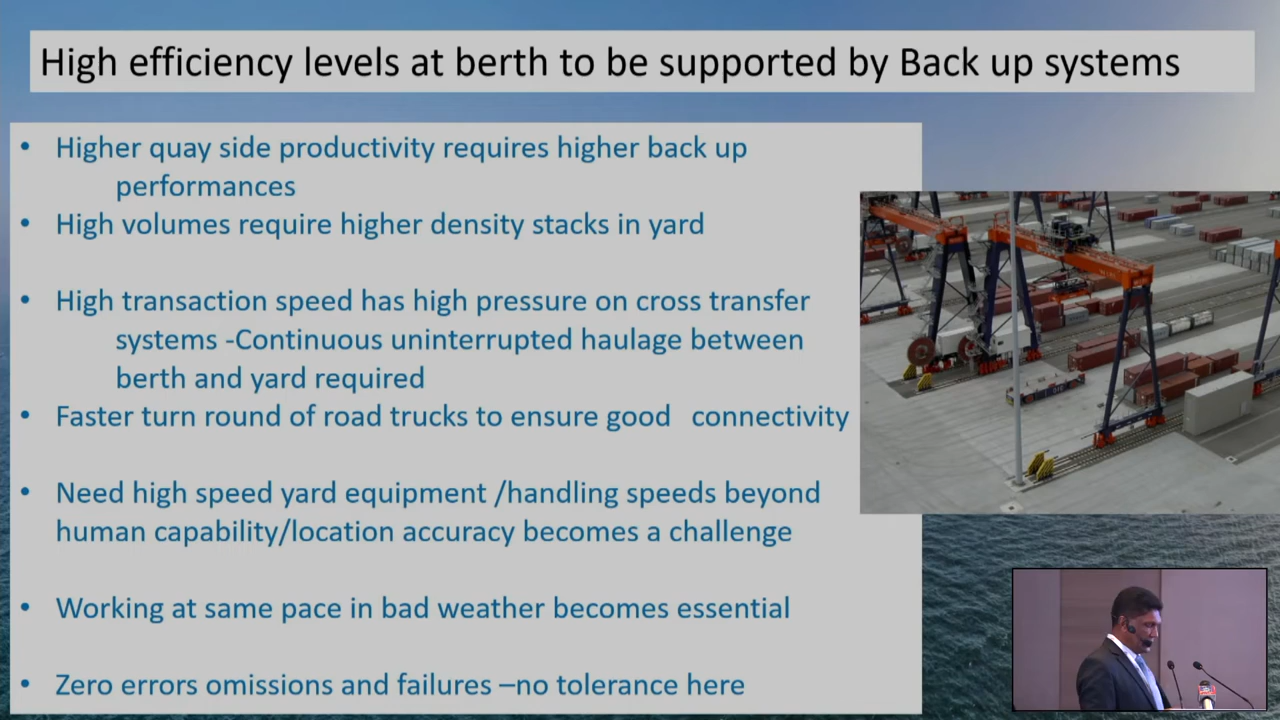 High efficiency levels at berth to be supported by Back up systems
• Higher quay side productivity requires higher back up
performances
• High volumes require higher density stacks in yard
• High transaction speed has high pressure on cross transfer
systems -Continuous uninterrupted haulage between
berth and yard required
• Faster turn round of road trucks to ensure good connectivity
• Need high speed yard equipment /handling speeds beyond
human capability/location accuracy becomes a challenge
• Working at same pace in bad weather becomes essential
• Zero errors omissions and failures –no tolerance here